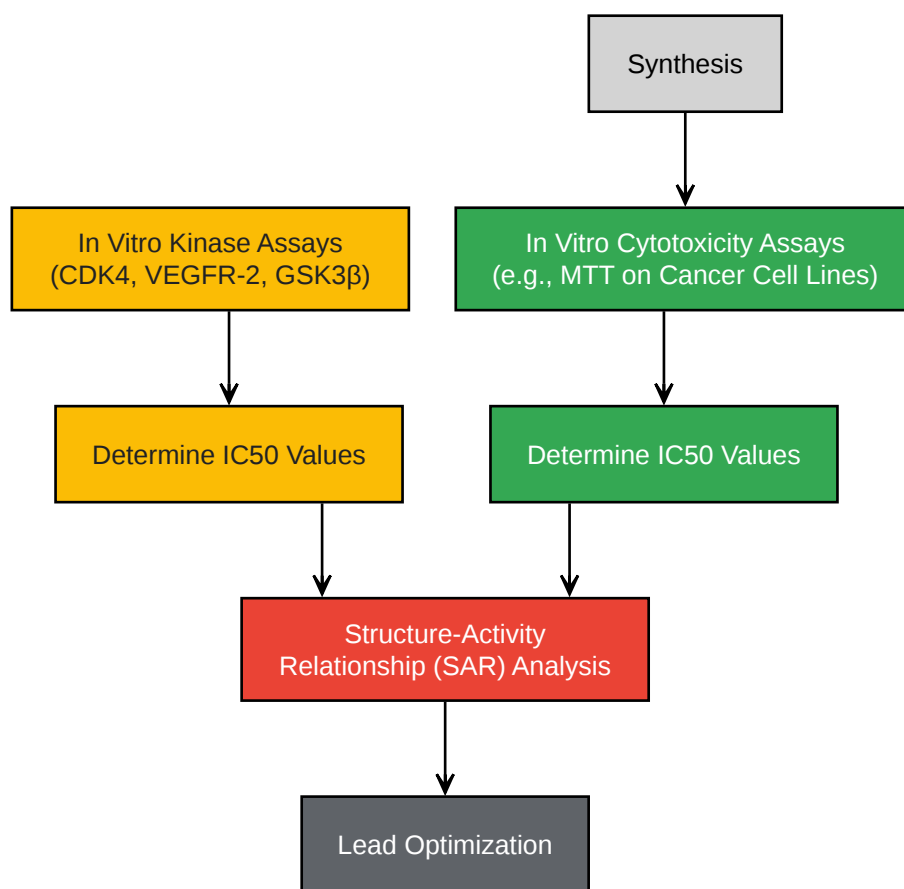 Synthesis
In Vitro Kinase Assays
(CDK4, VEGFR-2, GSK3β)
In Vitro Cytotoxicity Assays
(e.g., MTT on Cancer Cell Lines)
Determine IC50 Values
Determine IC50 Values
Structure-Activity
Relationship (SAR) Analysis
Lead Optimization